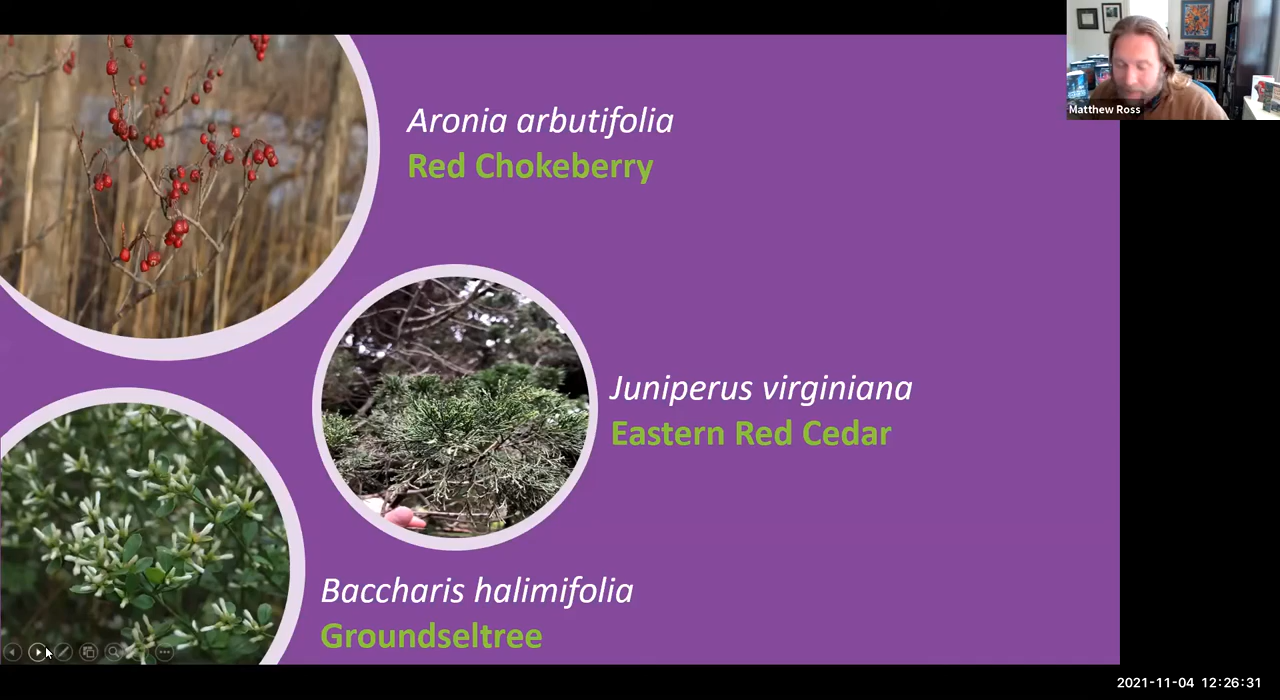 Matthew Ross
Aronia arbutifolia
Red Chokeberry
Juniperus virginiana
Eastern Red Cedar
Baccharis halimifolia
Groundseltree
2021-11-04 12:26:31